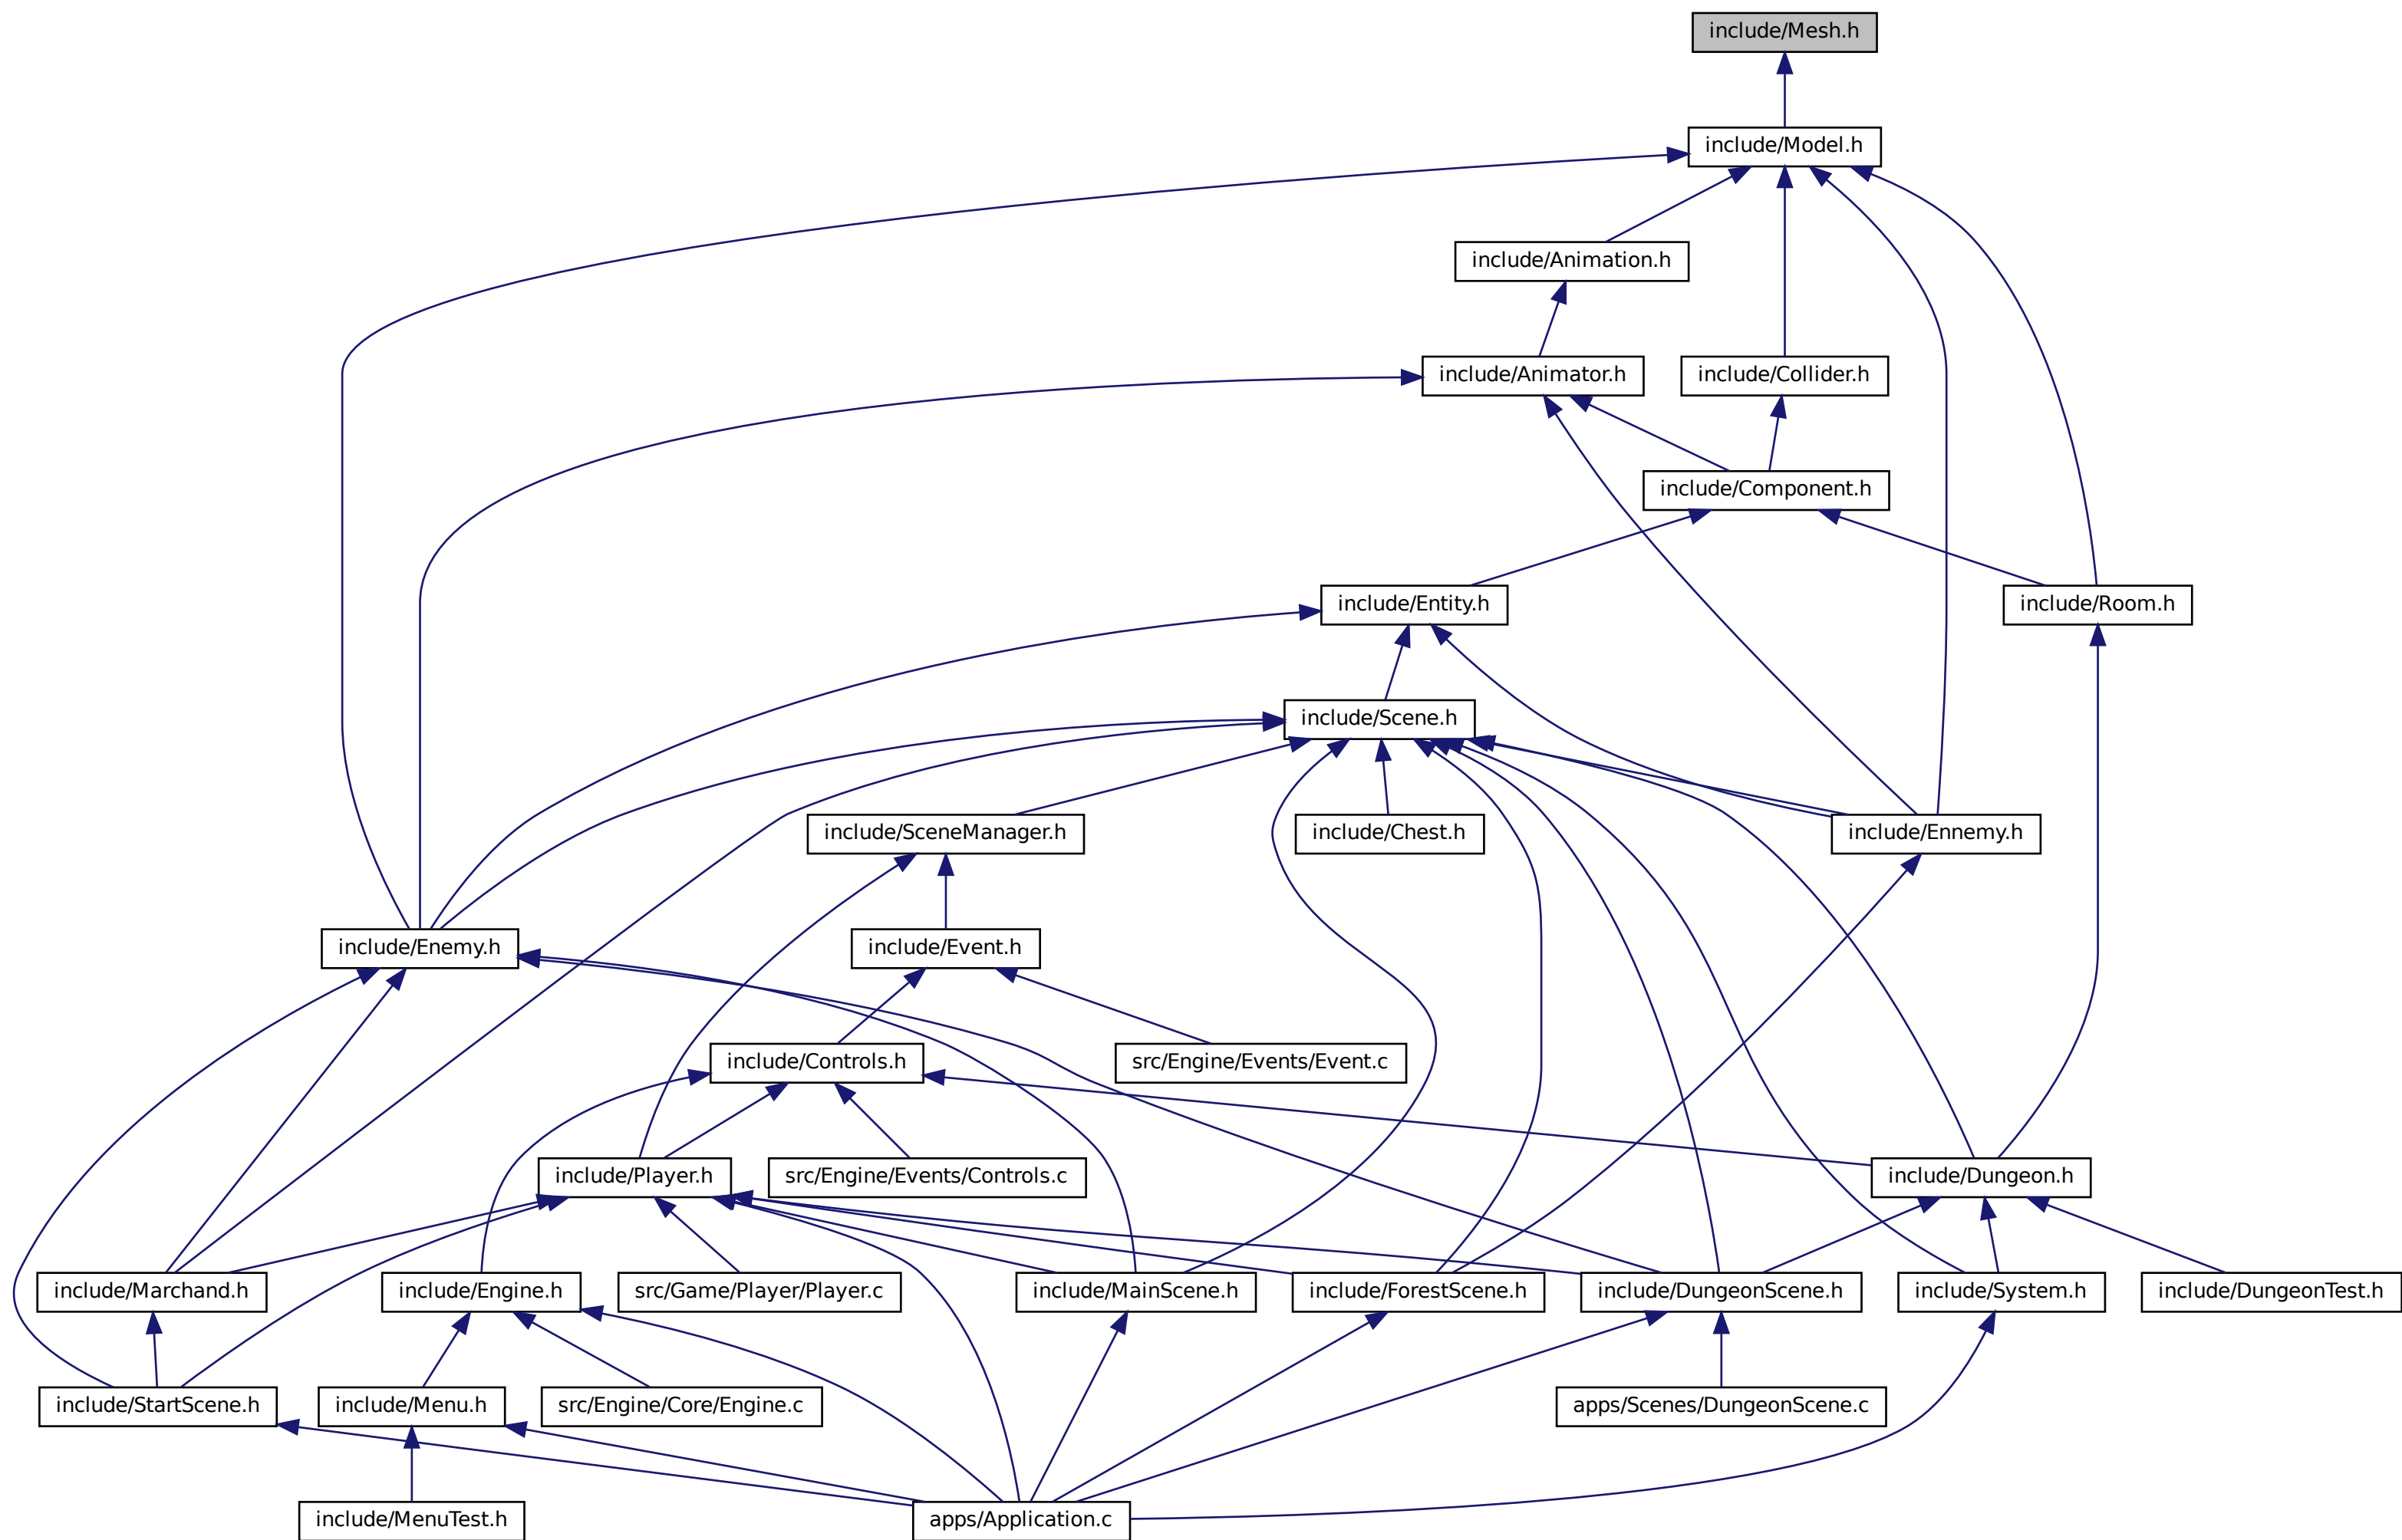 include/Mesh.h
include/Model.h
include/Animation.h
include/Animator.h
include/Collider.h
include/Component.h
include/Entity.h
include/Room.h
include/Scene.h
include/SceneManager.h
include/Chest.h
include/Ennemy.h
include/Enemy.h
include/Event.h
include/Controls.h
src/Engine/Events/Event.c
include/Player.h
src/Engine/Events/Controls.c
include/Dungeon.h
include/Marchand.h
include/Engine.h
src/Game/Player/Player.c
include/MainScene.h
include/ForestScene.h
include/DungeonScene.h
include/System.h
include/DungeonTest.h
include/StartScene.h
include/Menu.h
src/Engine/Core/Engine.c
apps/Scenes/DungeonScene.c
include/MenuTest.h
apps/Application.c